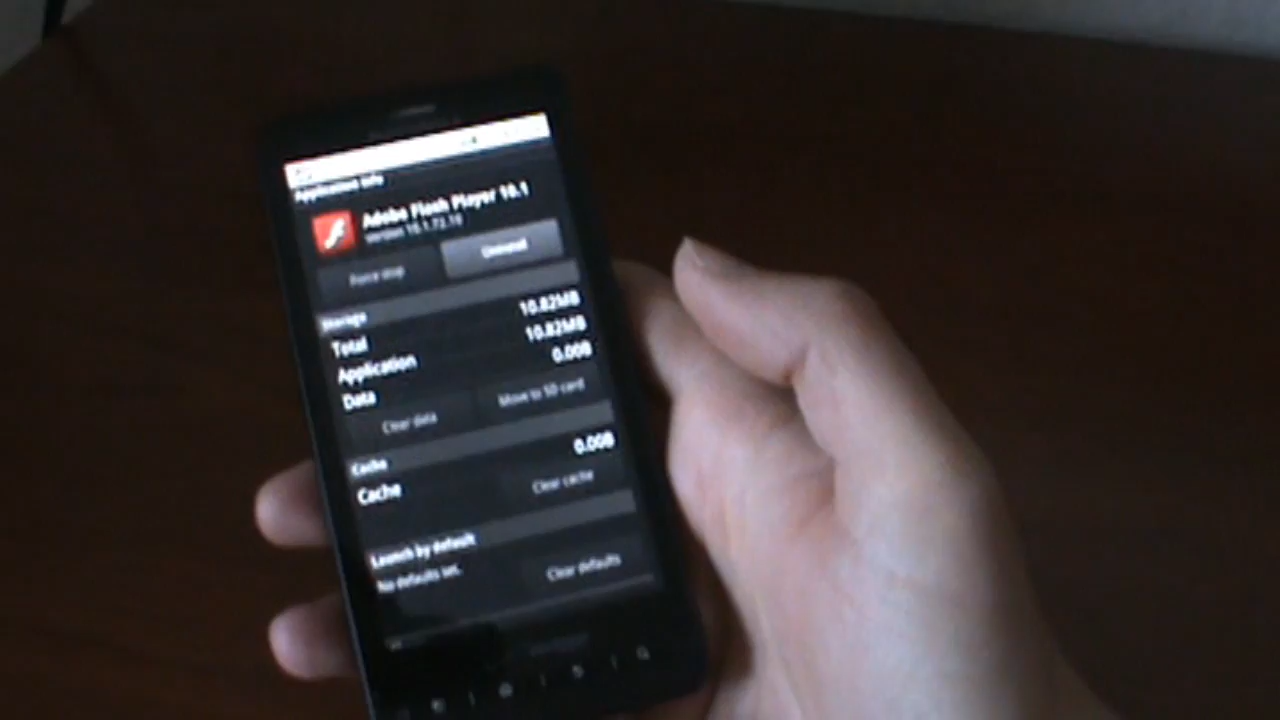 Application info
Adobe Flash Player 10.1
version 10.1.72.10
Force stop
Uninstall
Storage
Total 10.82MB
Application 10.82MB
Data 0.00B
Clear data
Move to SD card
Cache
Cache 0.00B
Clear cache
Launch by default
No defaults set.
Clear defaults